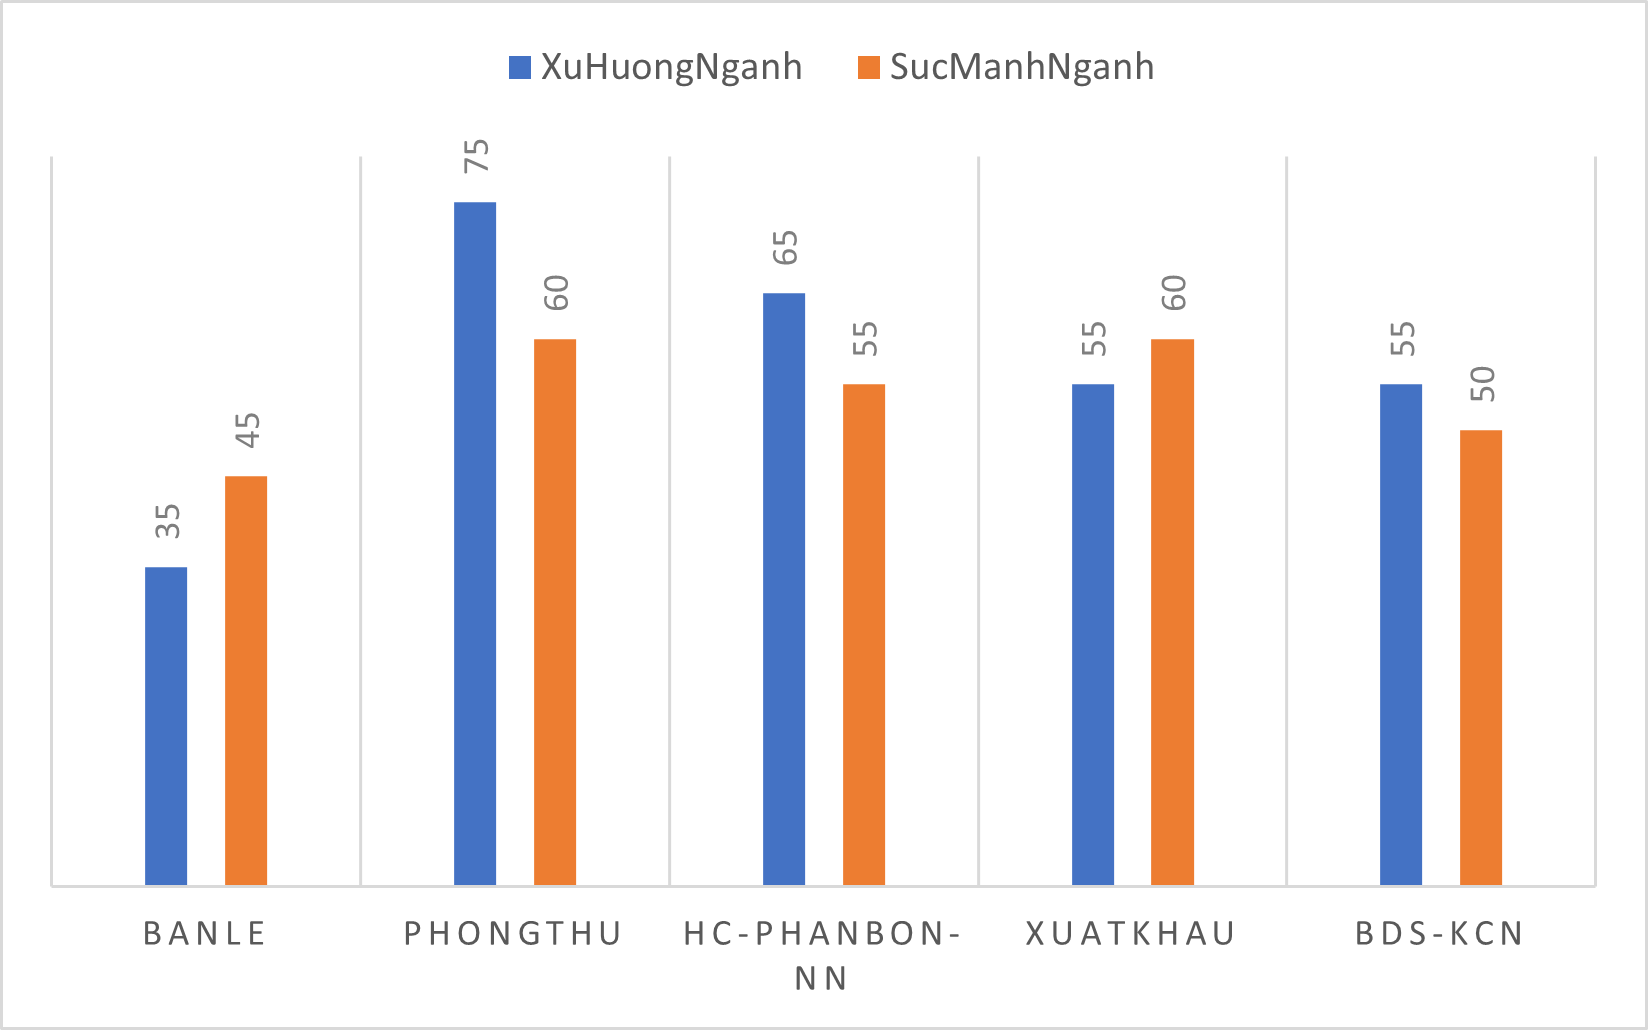 XuHuongNganh SucManhNganh
35 45 75 60 65 55 55 60 55 50
BANLE PHONGTHU HC-PHANBON- XUATKHAU BDS-KCN
NN